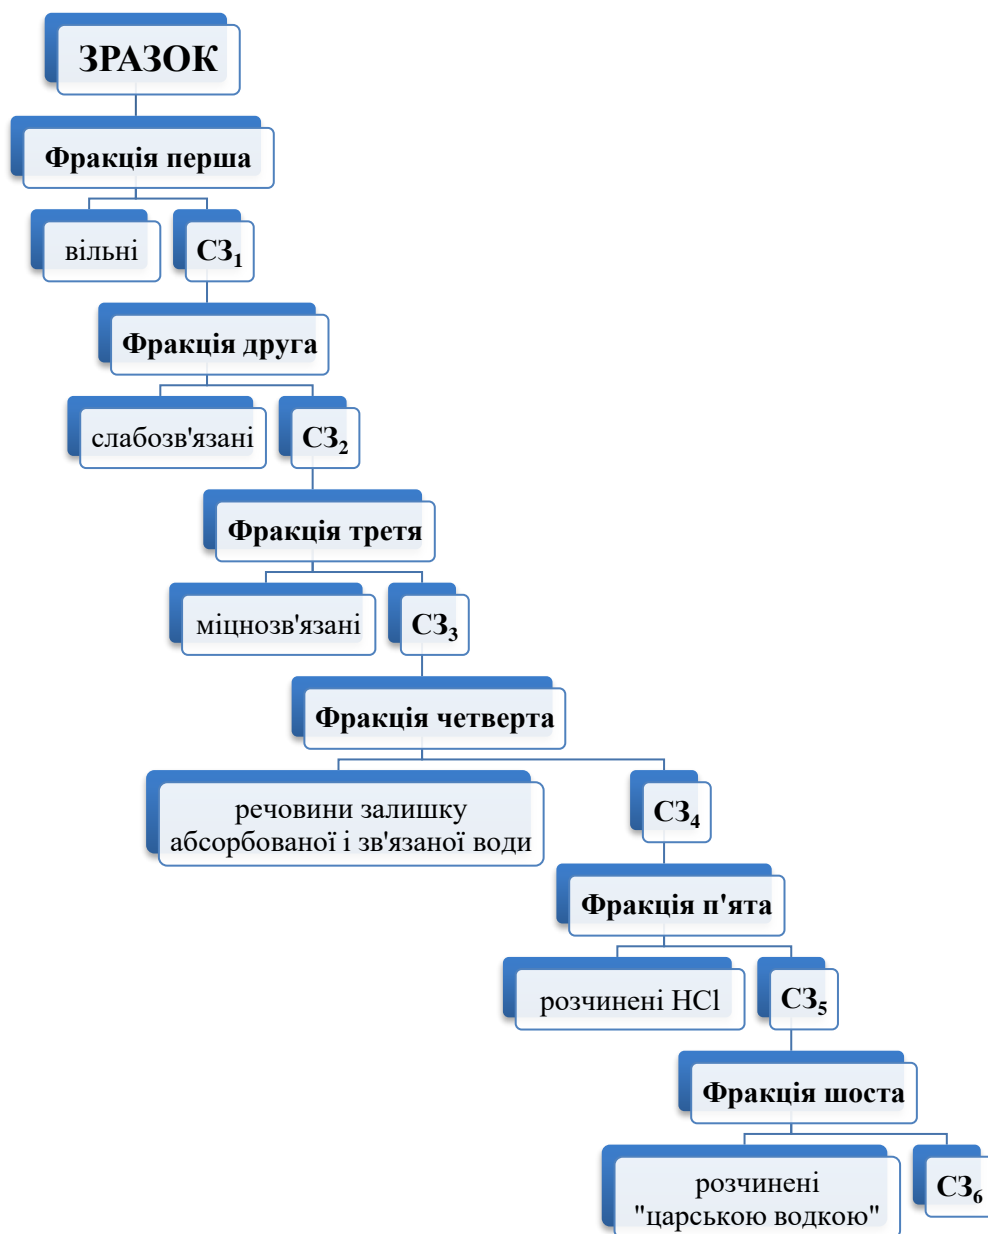 ЗРАЗОК
Фракція перша
вільні
СЗ₁
Фракція друга
слабозв'язані
СЗ₂
Фракція третя
міцнозв'язані
СЗ₃
Фракція четверта
речовини залишку
абсорбованої і зв'язаної води
СЗ₄
Фракція п'ята
розчинені HCl
СЗ₅
Фракція шоста
розчинені
"царською водкою"
СЗ₆